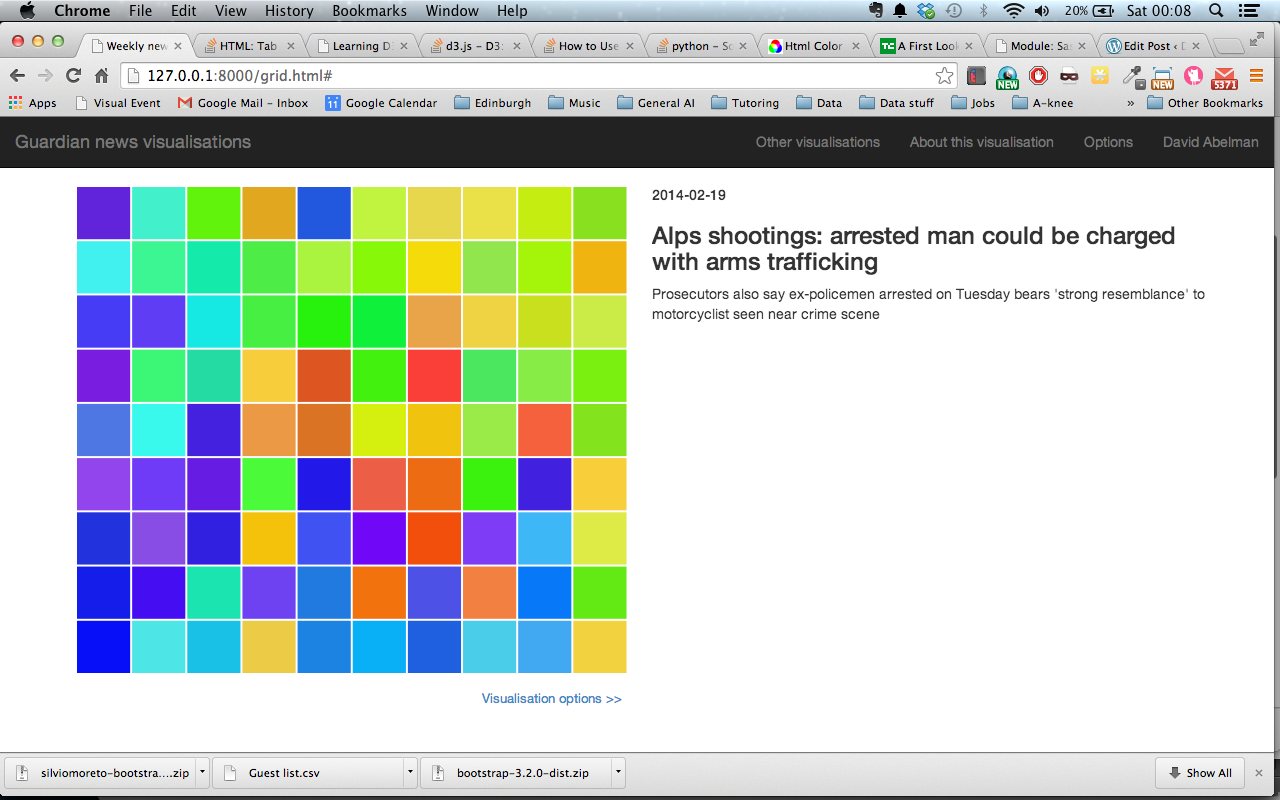 Chrome File Edit View History Bookmarks Window Help 20% Sat 00:08
Weekly new HTML: Tab Learning D3 d3.js - D3: How to Use python - Sc Html Color A First Look Module: Sas Edit Post ‹ D
127.0.0.1:8000/grid.html#
NEW NEW 5371
Apps Visual Event Google Mail - Inbox 11 Google Calendar Edinburgh Music General AI Tutoring Data Data stuff Jobs A-knee » Other Bookmarks
Guardian news visualisations Other visualisations About this visualisation Options David Abelman
2014-02-19
Alps shootings: arrested man could be charged
with arms trafficking
Prosecutors also say ex-policemen arrested on Tuesday bears 'strong resemblance' to
motorcyclist seen near crime scene
Visualisation options >>
silviomoreto-bootstra....zip Guest list.csv bootstrap-3.2.0-dist.zip Show All